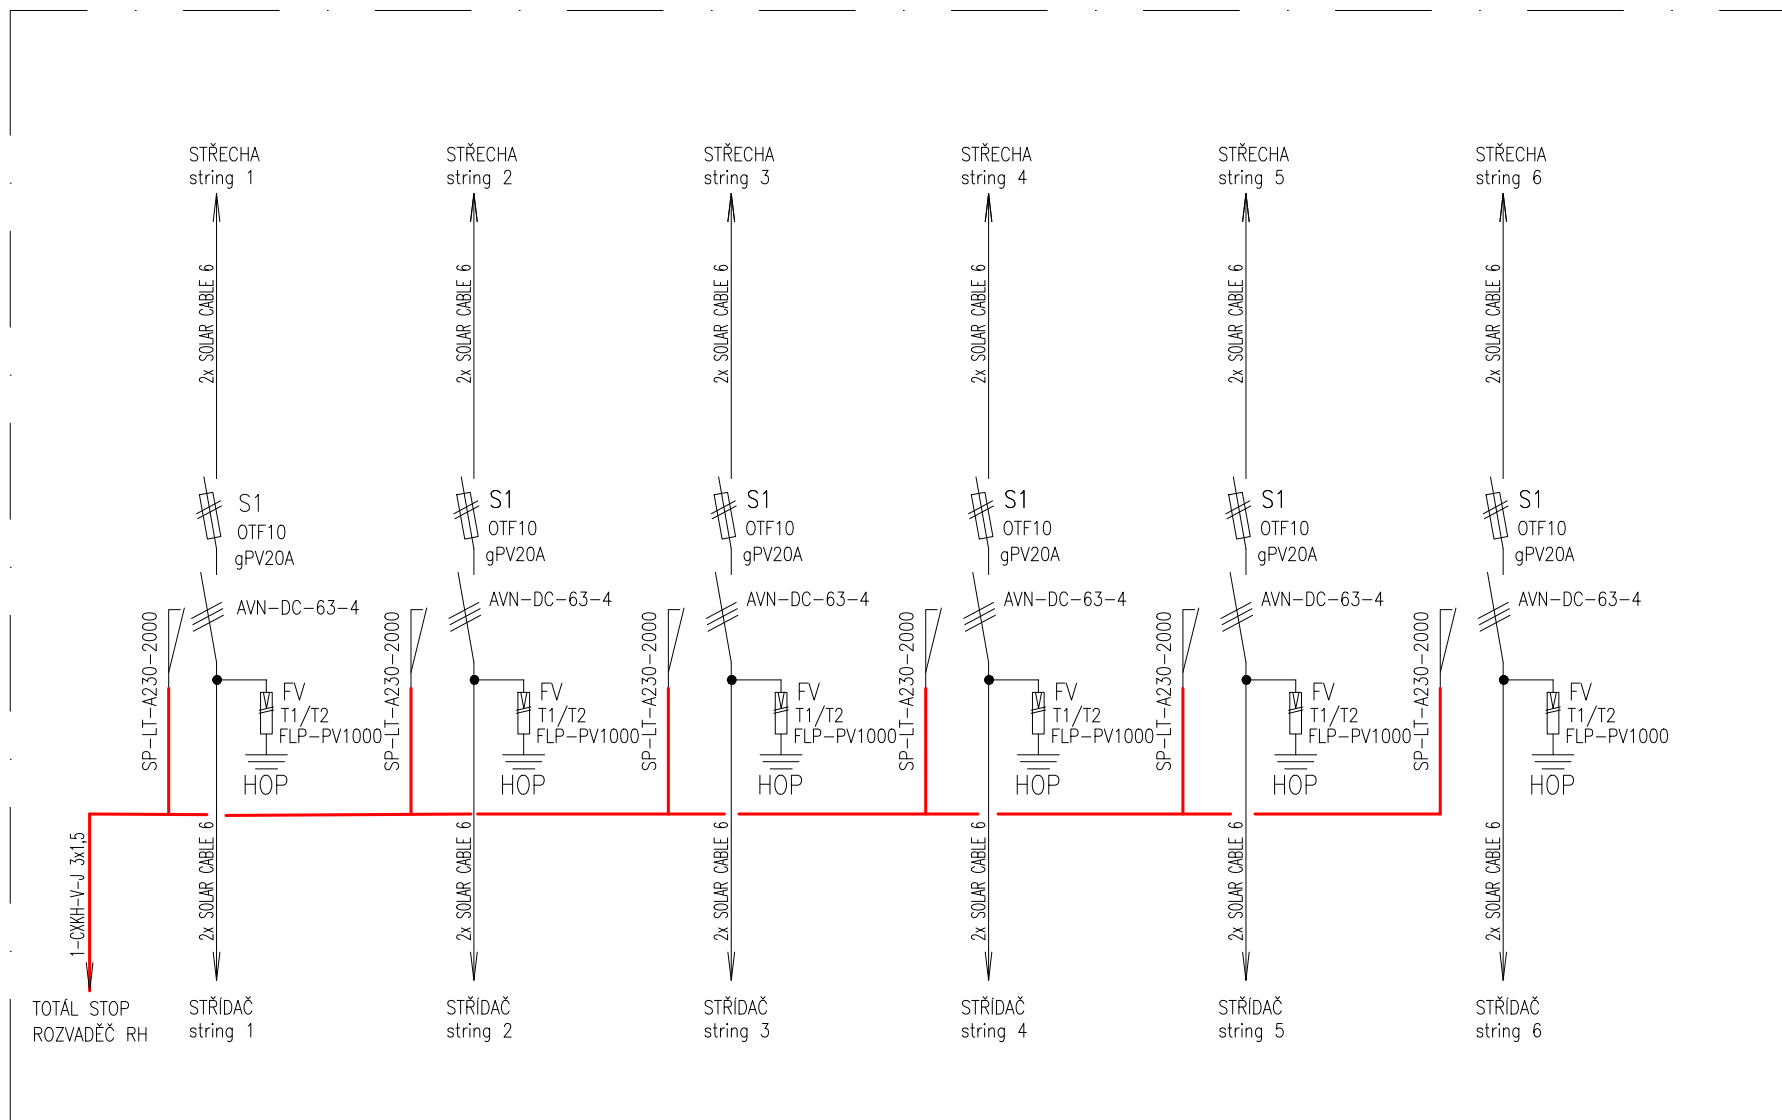 STŘECHA
string 1
STŘECHA
string 2
STŘECHA
string 3
STŘECHA
string 4
STŘECHA
string 5
STŘECHA
string 6
2x SOLAR CABLE 6
2x SOLAR CABLE 6
2x SOLAR CABLE 6
2x SOLAR CABLE 6
2x SOLAR CABLE 6
2x SOLAR CABLE 6
S1
OTF10
gPV20A
S1
OTF10
gPV20A
S1
OTF10
gPV20A
S1
OTF10
gPV20A
S1
OTF10
gPV20A
S1
OTF10
gPV20A
AVN-DC-63-4
AVN-DC-63-4
AVN-DC-63-4
AVN-DC-63-4
AVN-DC-63-4
AVN-DC-63-4
SP-LT-A230-2000
SP-LT-A230-2000
SP-LT-A230-2000
SP-LT-A230-2000
SP-LT-A230-2000
SP-LT-A230-2000
FV
T1/T2
FLP-PV1000
HOP
FV
T1/T2
FLP-PV1000
HOP
FV
T1/T2
FLP-PV1000
HOP
FV
T1/T2
FLP-PV1000
HOP
FV
T1/T2
FLP-PV1000
HOP
FV
T1/T2
FLP-PV1000
HOP
1-CXKH-V-J 3x1,5
2x SOLAR CABLE 6
2x SOLAR CABLE 6
2x SOLAR CABLE 6
2x SOLAR CABLE 6
2x SOLAR CABLE 6
2x SOLAR CABLE 6
TOTÁL STOP
ROZVADĚČ RH
STŘÍDAČ
string 1
STŘÍDAČ
string 2
STŘÍDAČ
string 3
STŘÍDAČ
string 4
STŘÍDAČ
string 5
STŘÍDAČ
string 6